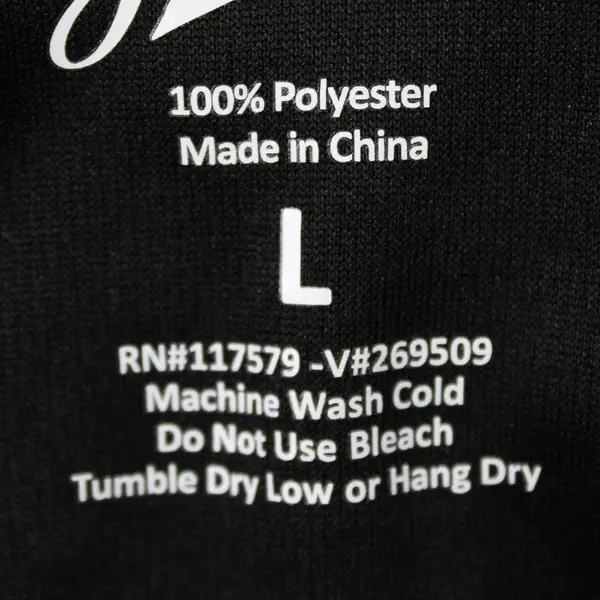 100% Polyester
Made in China
L
RN#117579 -V#269509
Machine Wash Cold
Do Not Use Bleach
Tumble Dry Low or Hang Dry